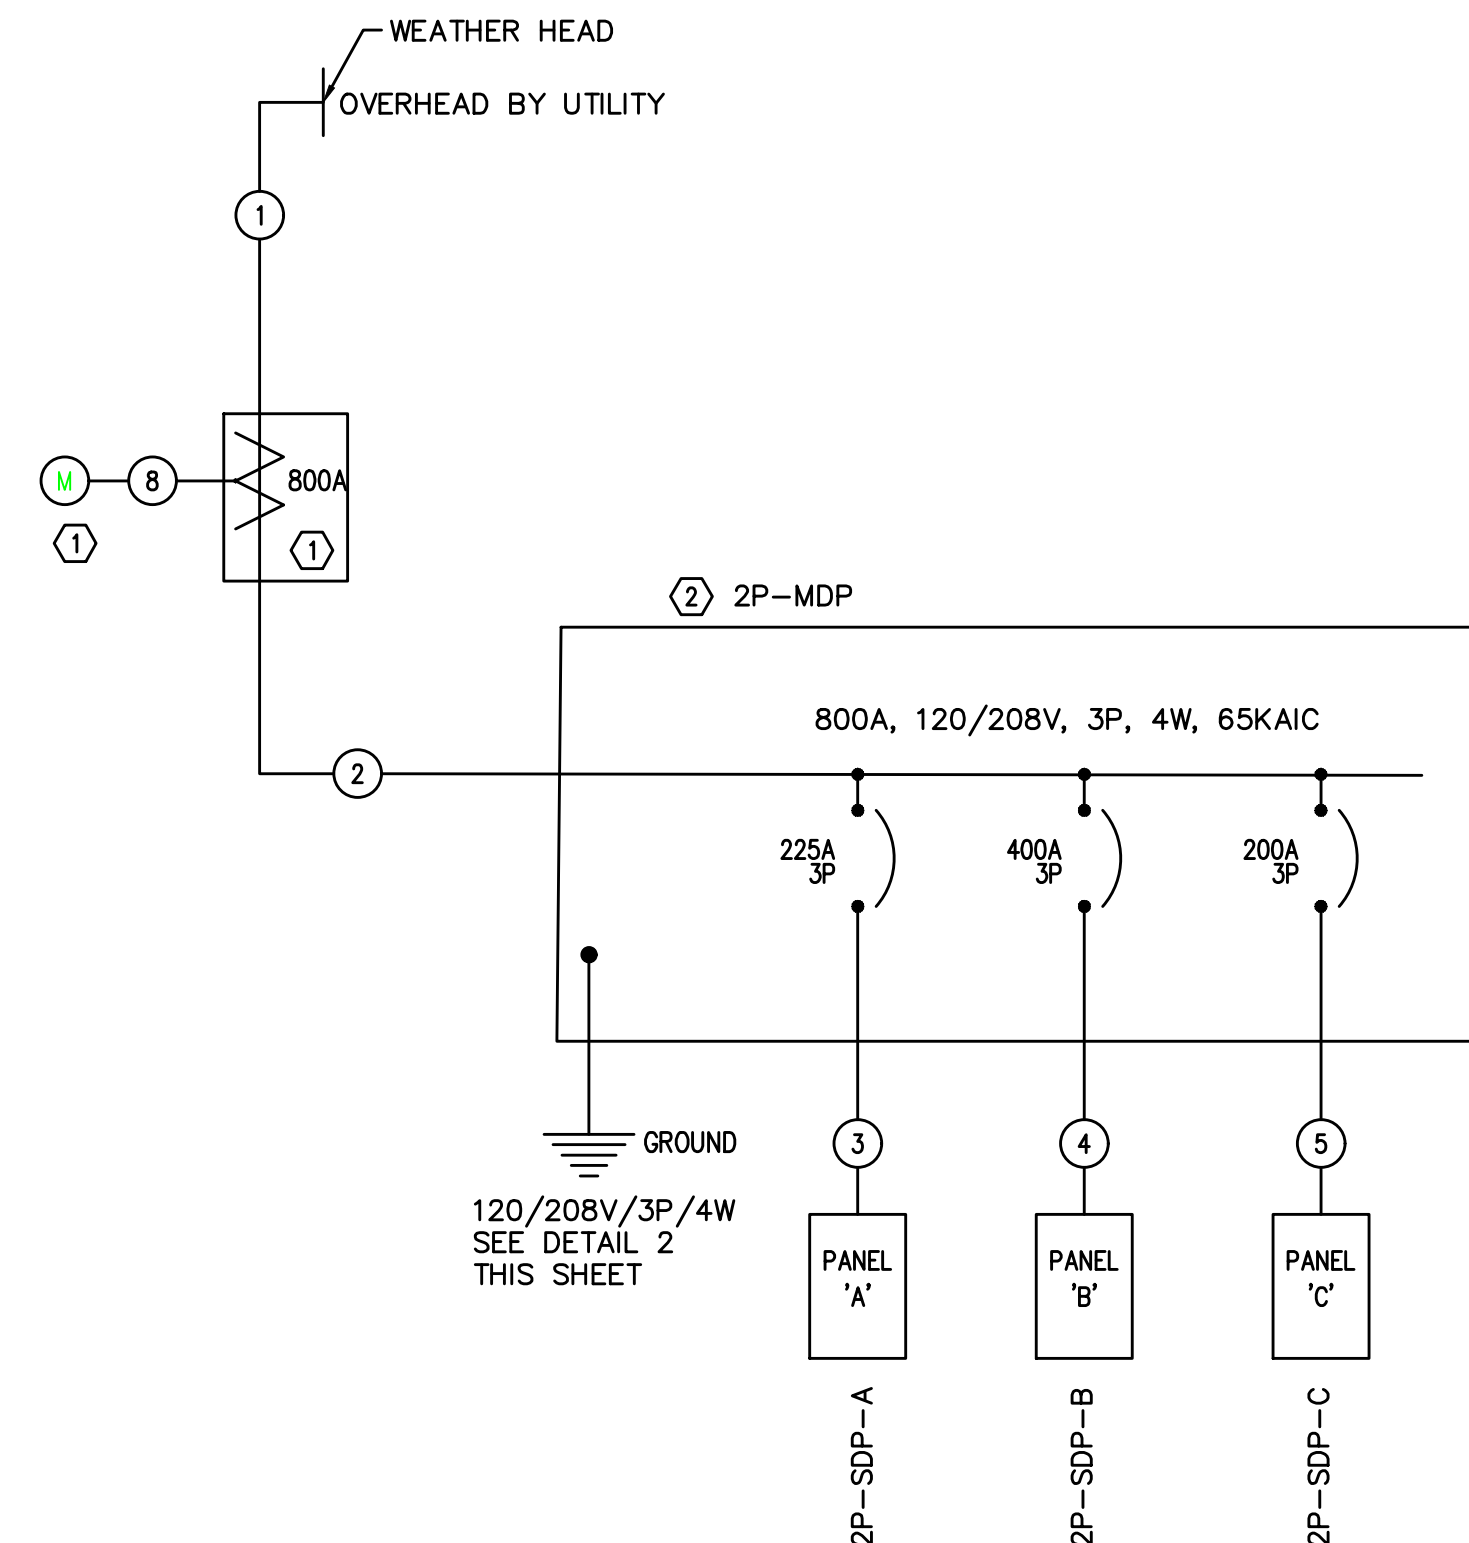 WEATHER HEAD
OVERHEAD BY UTILITY
1
M
8
800A
1
1
2 2P-MDP
800A, 120/208V, 3P, 4W, 65KAIC
2
225A
3P
400A
3P
200A
3P
GROUND
3
4
5
120/208V/3P/4W
SEE DETAIL 2
THIS SHEET
PANEL
'A'
PANEL
'B'
PANEL
'C'
2P-SDP-A
2P-SDP-B
2P-SDP-C